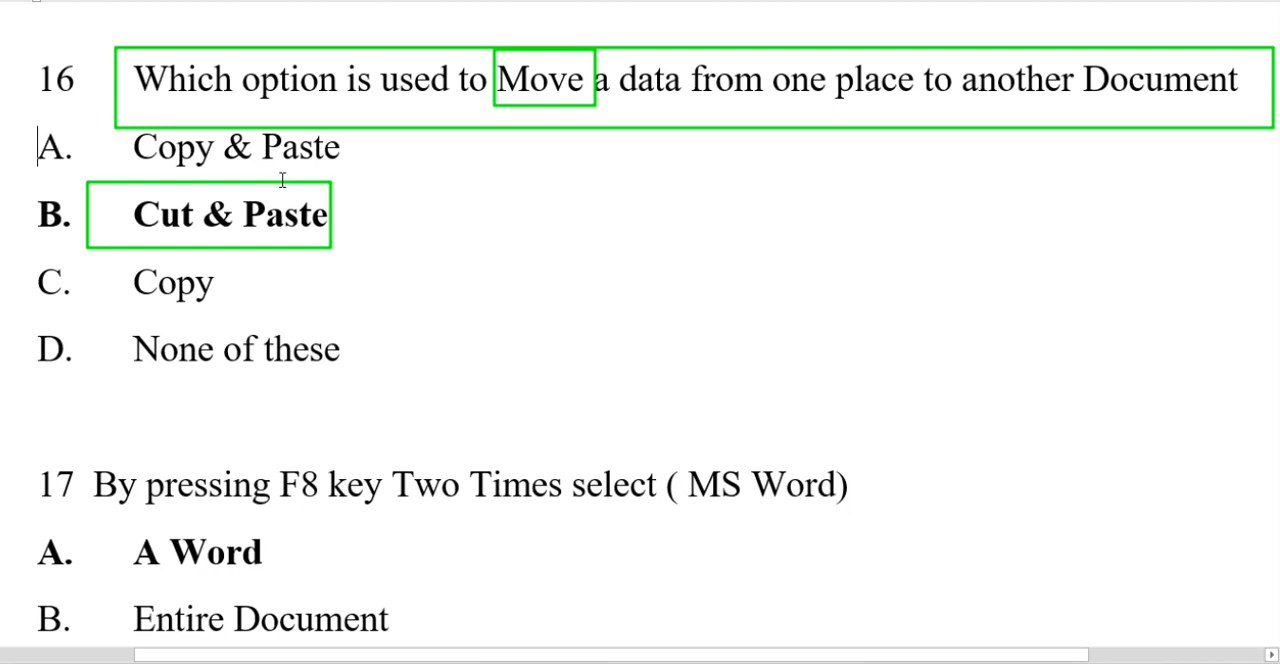 16 Which option is used to Move a data from one place to another Document
A. Copy & Paste
B. Cut & Paste
C. Copy
D. None of these
17 By pressing F8 key Two Times select ( MS Word)
A. A Word
B. Entire Document